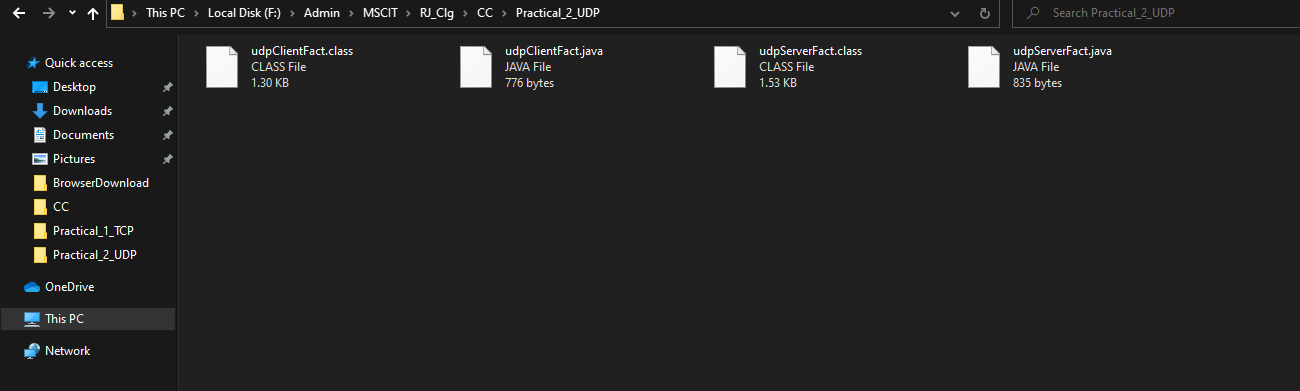 This PC > Local Disk (F:) > Admin > MSCIT > RJ_Clg > CC > Practical_2_UDP
Search Practical_2_UDP
Quick access
Desktop
Downloads
Documents
Pictures
BrowserDownload
CC
Practical_1_TCP
Practical_2_UDP
OneDrive
This PC
Network
udpClientFact.class
CLASS File
1.30 KB
udpClientFact.java
JAVA File
776 bytes
udpServerFact.class
CLASS File
1.53 KB
udpServerFact.java
JAVA File
835 bytes